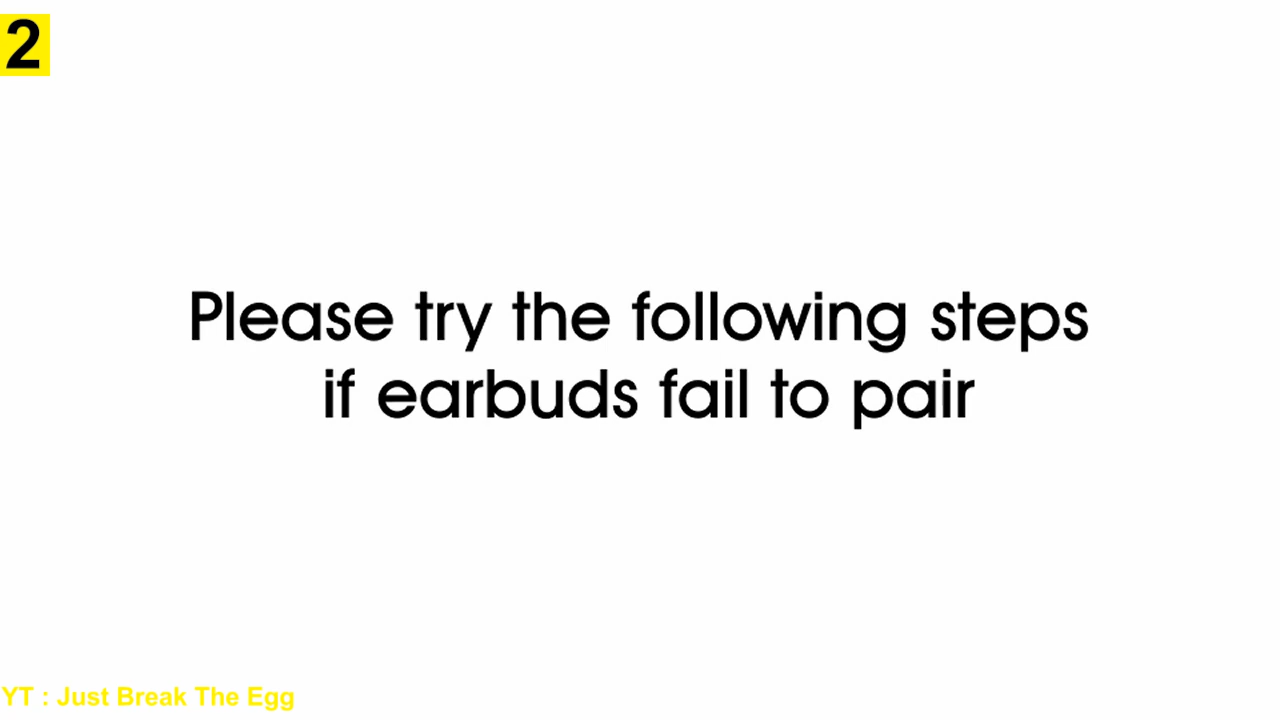 2
Please try the following steps
if earbuds fail to pair
YT : Just Break The Egg